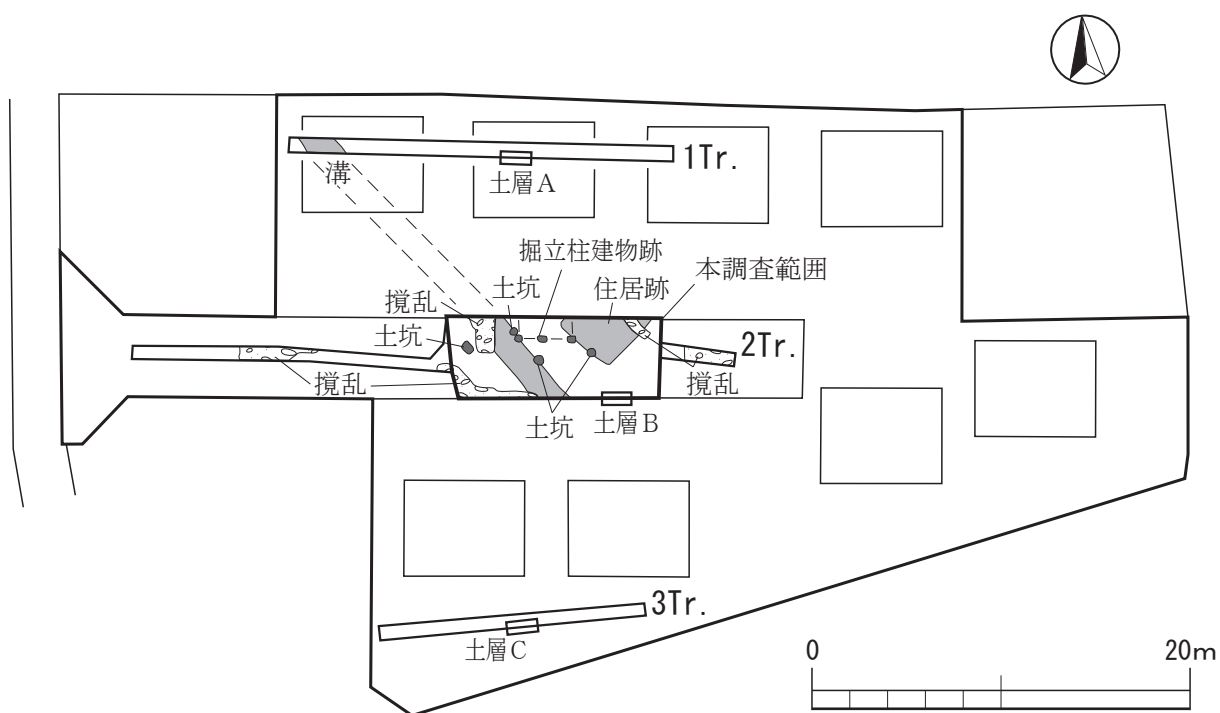 1Tr.
溝
土層A
掘立柱建物跡
本調査範囲
土坑
住居跡
撹乱
土坑
2Tr.
撹乱
撹乱
土坑
土層B
3Tr.
土層C
0
20m